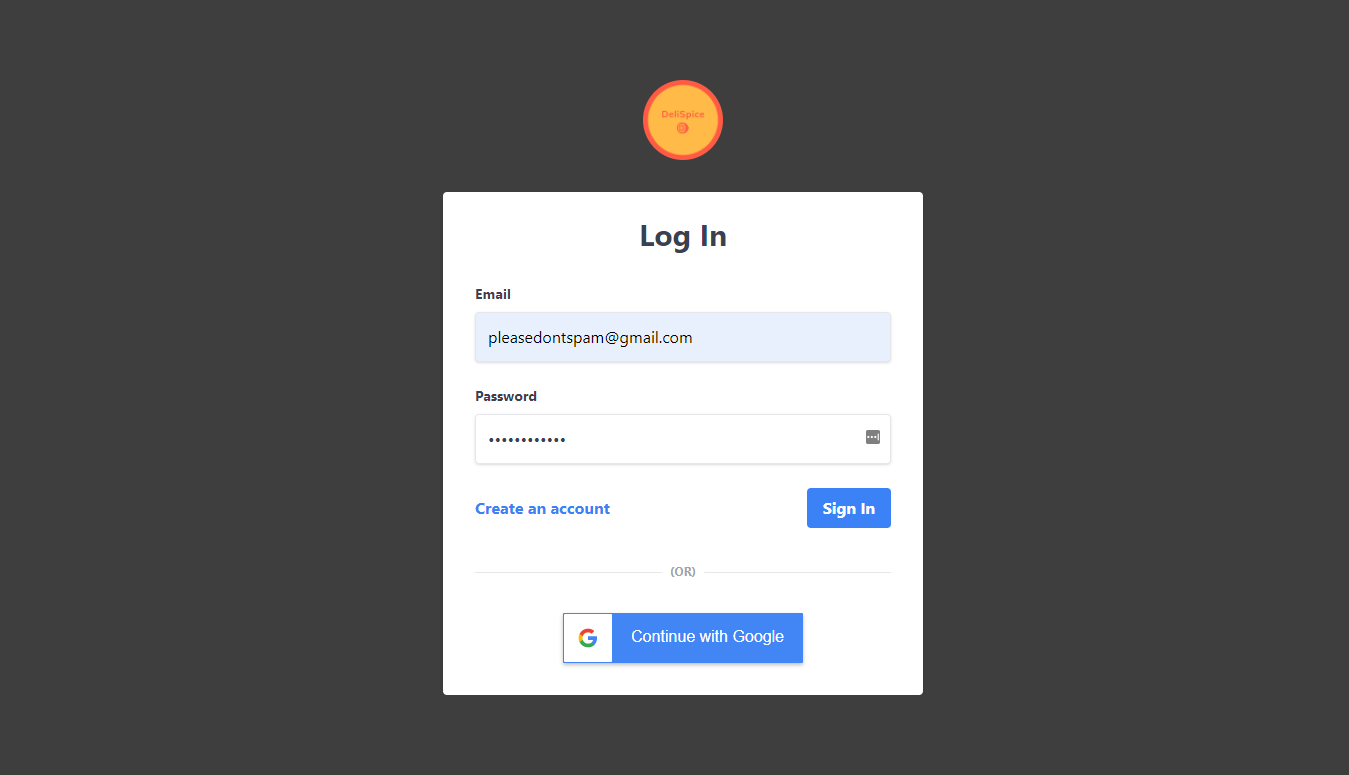 DeliSpice
Log In
Email
pleasedontspam@gmail.com
Password
••••••••••••
Create an account
Sign In
(OR)
Continue with Google